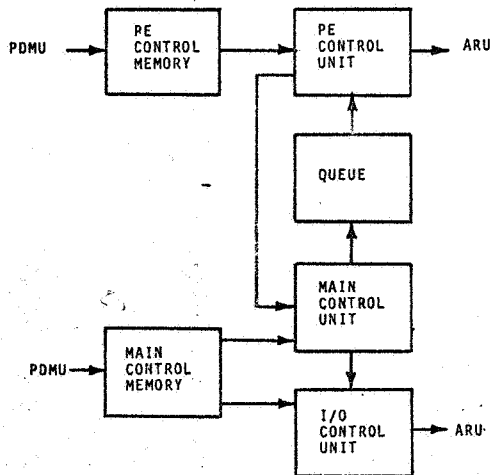 PDMU
PE
CONTROL
MEMORY
PE
CONTROL
UNIT
ARU
QUEUE
MAIN
CONTROL
UNIT
PDMU
MAIN
CONTROL
MEMORY
I/O
CONTROL
UNIT
ARU